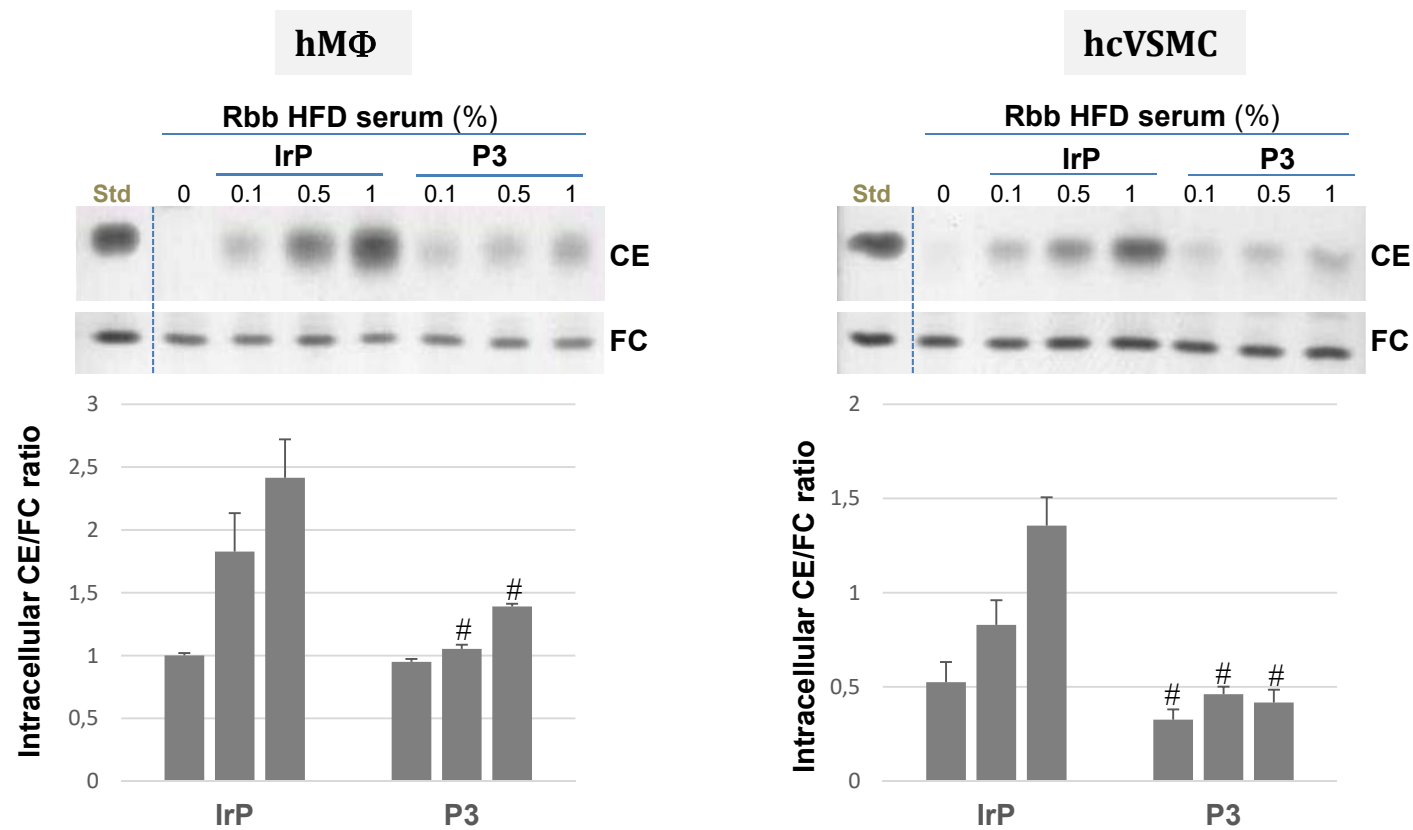 hMΦ
Rbb HFD serum (%)
IrP P3
Std 0 0.1 0.5 1 0.1 0.5 1
CE
FC
Intracellular CE/FC ratio
3
2,5
2
1,5
1
0,5
0
# #
IrP P3
hcVSMC
Rbb HFD serum (%)
IrP P3
Std 0 0.1 0.5 1 0.1 0.5 1
CE
FC
Intracellular CE/FC ratio
2
1,5
1
0,5
0
# # #
IrP P3